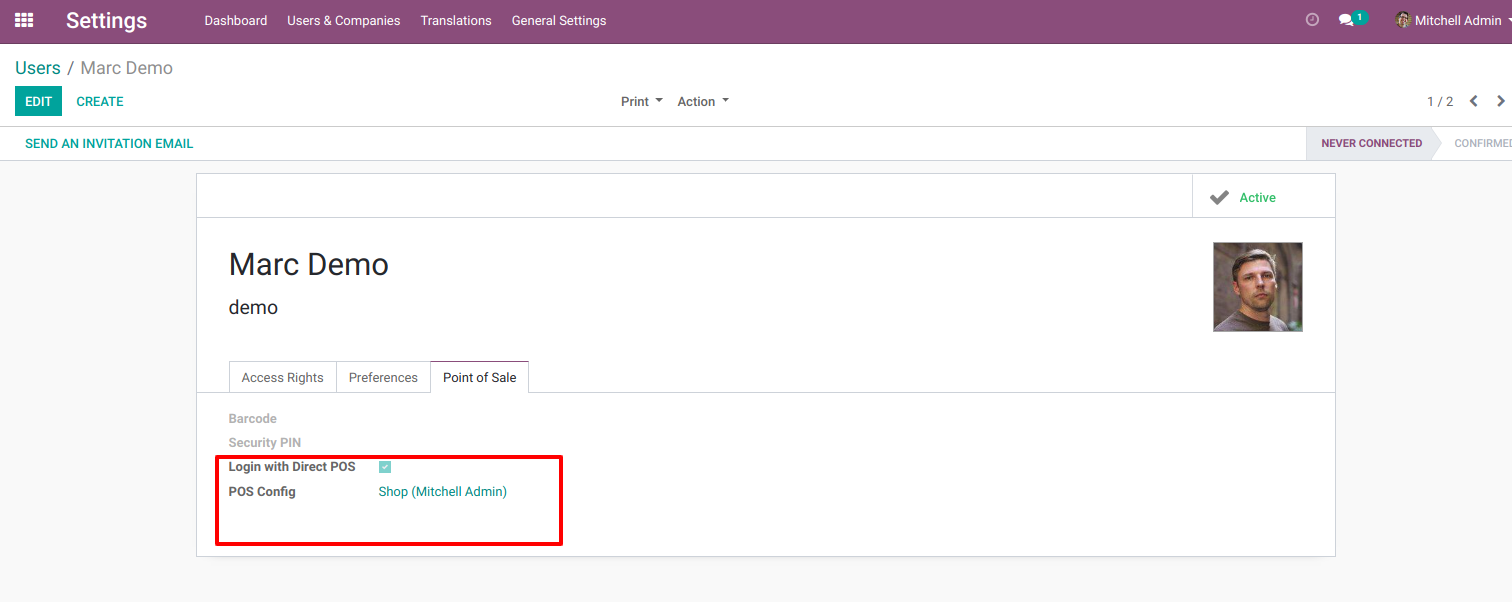 Settings Dashboard Users & Companies Translations General Settings 1 Mitchell Admin
Users / Marc Demo
EDIT CREATE Print Action 1 / 2
SEND AN INVITATION EMAIL NEVER CONNECTED CONFIRMED
Active
Marc Demo
demo
Access Rights Preferences Point of Sale
Barcode
Security PIN
Login with Direct POS
POS Config Shop (Mitchell Admin)